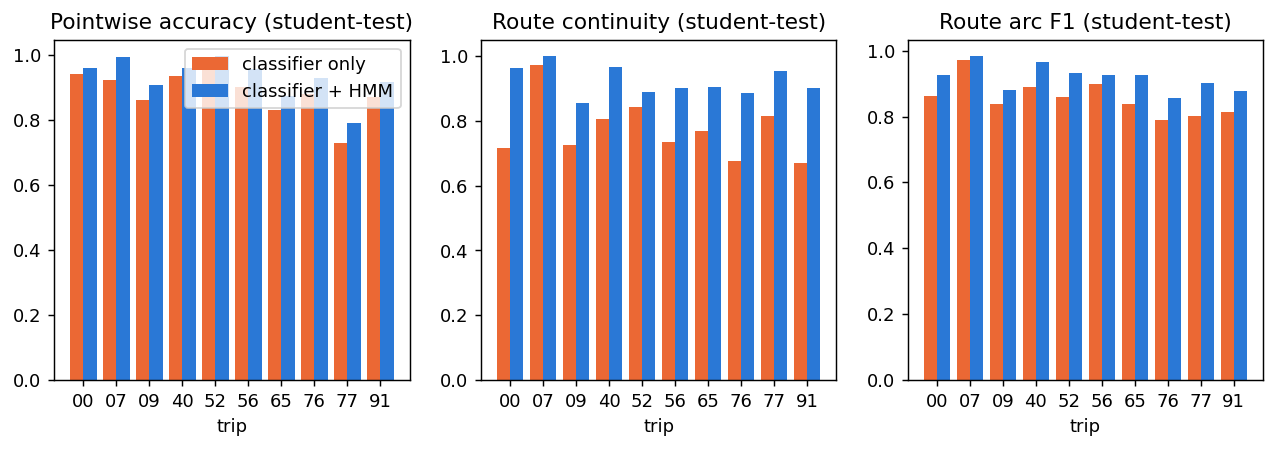 Pointwise accuracy (student-test)
1.0
0.8
0.6
0.4
0.2
0.0
classifier only
classifier + HMM
00 07 09 40 52 56 65 76 77 91
trip
Route continuity (student-test)
1.0
0.8
0.6
0.4
0.2
0.0
00 07 09 40 52 56 65 76 77 91
trip
Route arc F1 (student-test)
1.0
0.8
0.6
0.4
0.2
0.0
00 07 09 40 52 56 65 76 77 91
trip